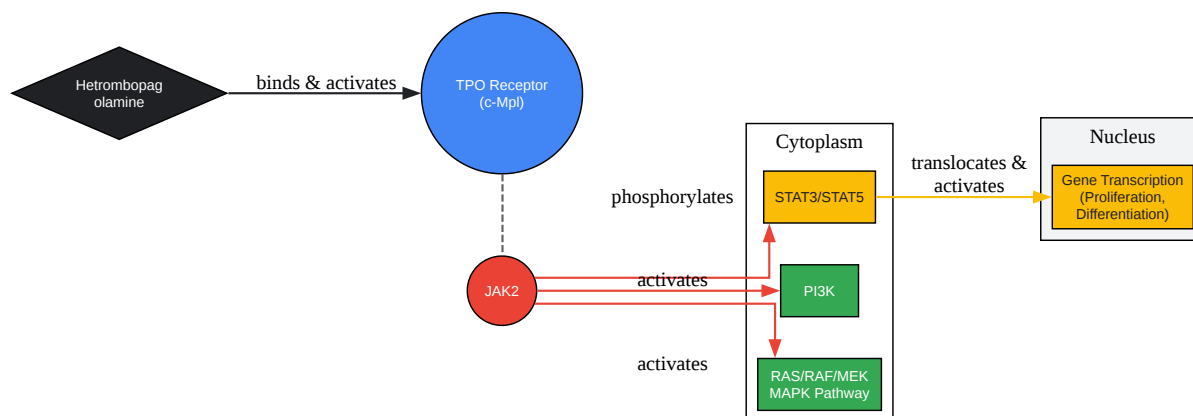 Hetrombopag
olamine
binds & activates
TPO Receptor
(c-Mpl)
Cytoplasm
Nucleus
phosphorylates
STAT3/STAT5
translocates &
activates
Gene Transcription
(Proliferation,
Differentiation)
JAK2
activates
PI3K
activates
RAS/RAF/MEK
MAPK Pathway